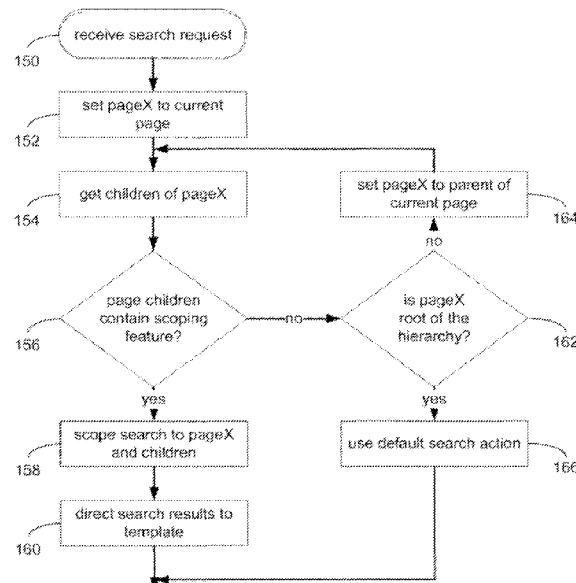 receive search request
150
set pageX to current
page
152
get children of pageX
154
set pageX to parent of
current page
164
no
page children
contain scoping
feature?
156
no
is pageX
root of the
hierarchy?
162
yes
yes
scope search to pageX
and children
158
use default search action
166
direct search results to
template
160